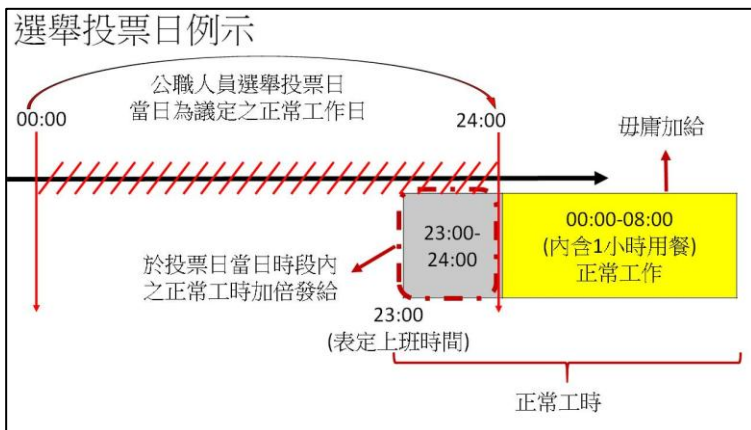 選舉投票日例示
公職人員選舉投票日
當日為議定之正常工作日
00:00
24:00
毋庸加給
23:00-
24:00
00:00-08:00
(內含1小時用餐)
正常工作
於投票日當日時段內
之正常工時加倍發給
23:00
(表定上班時間)
正常工時